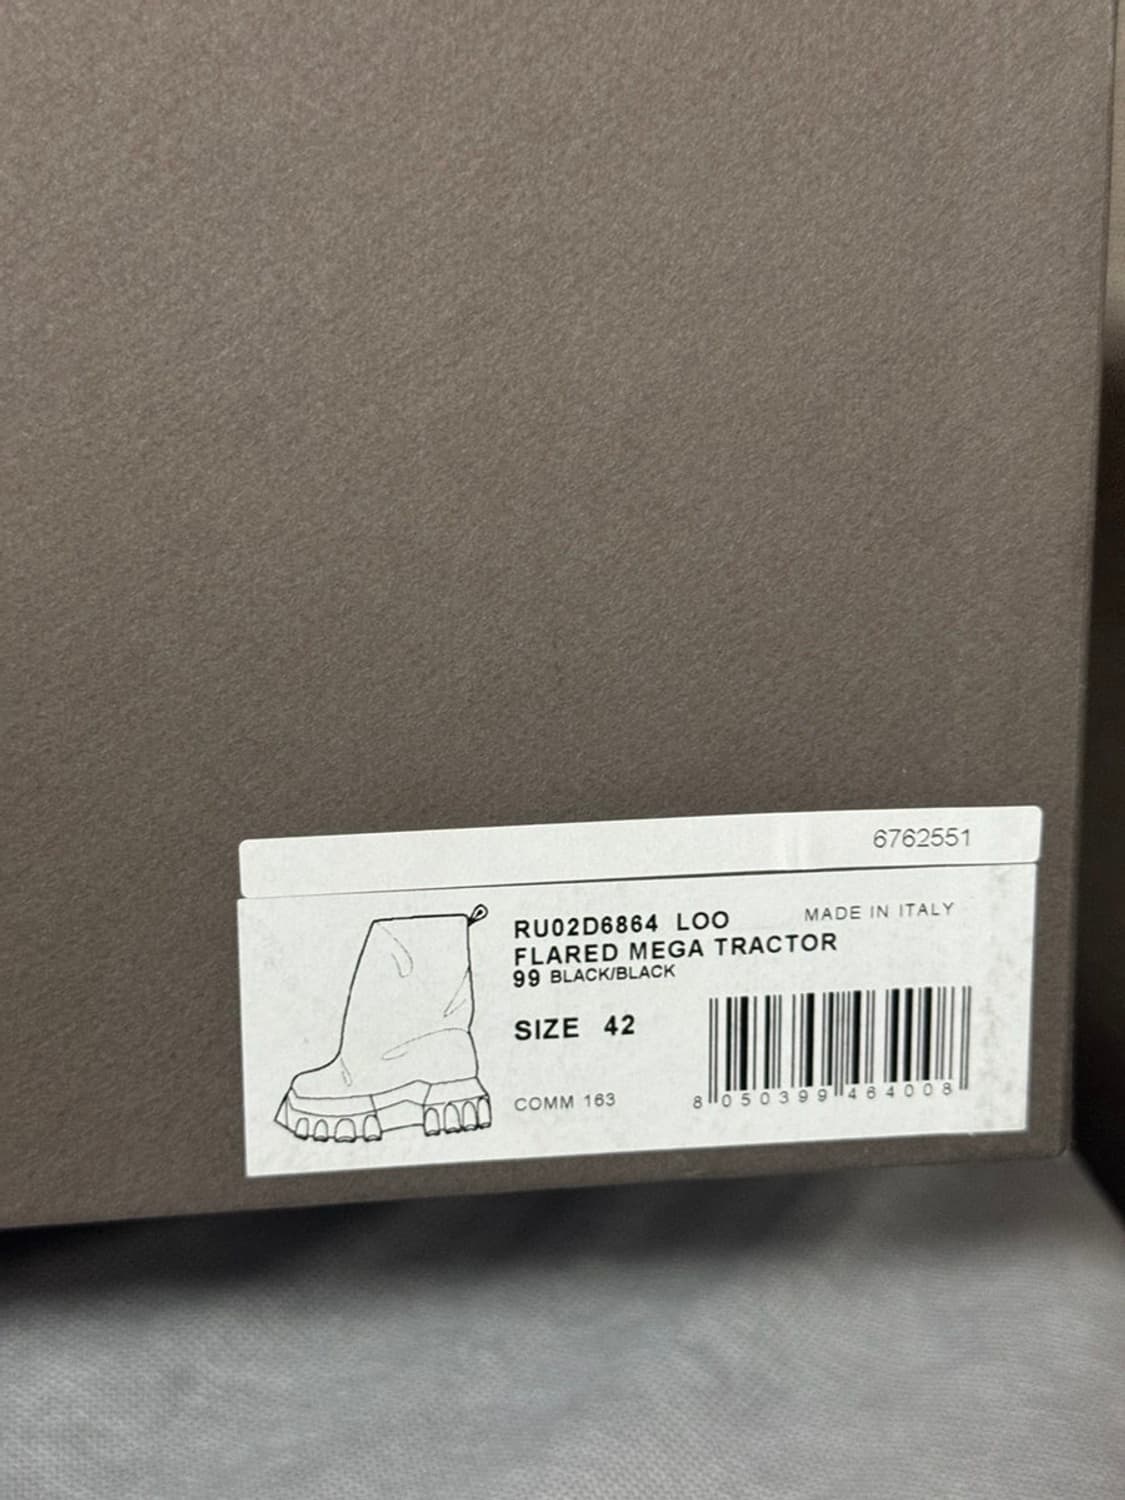 6762551
RU02D6864 LOO
MADE IN ITALY
FLARED MEGA TRACTOR
99 BLACK/BLACK
SIZE 42
COMM 163
8 050399 464008